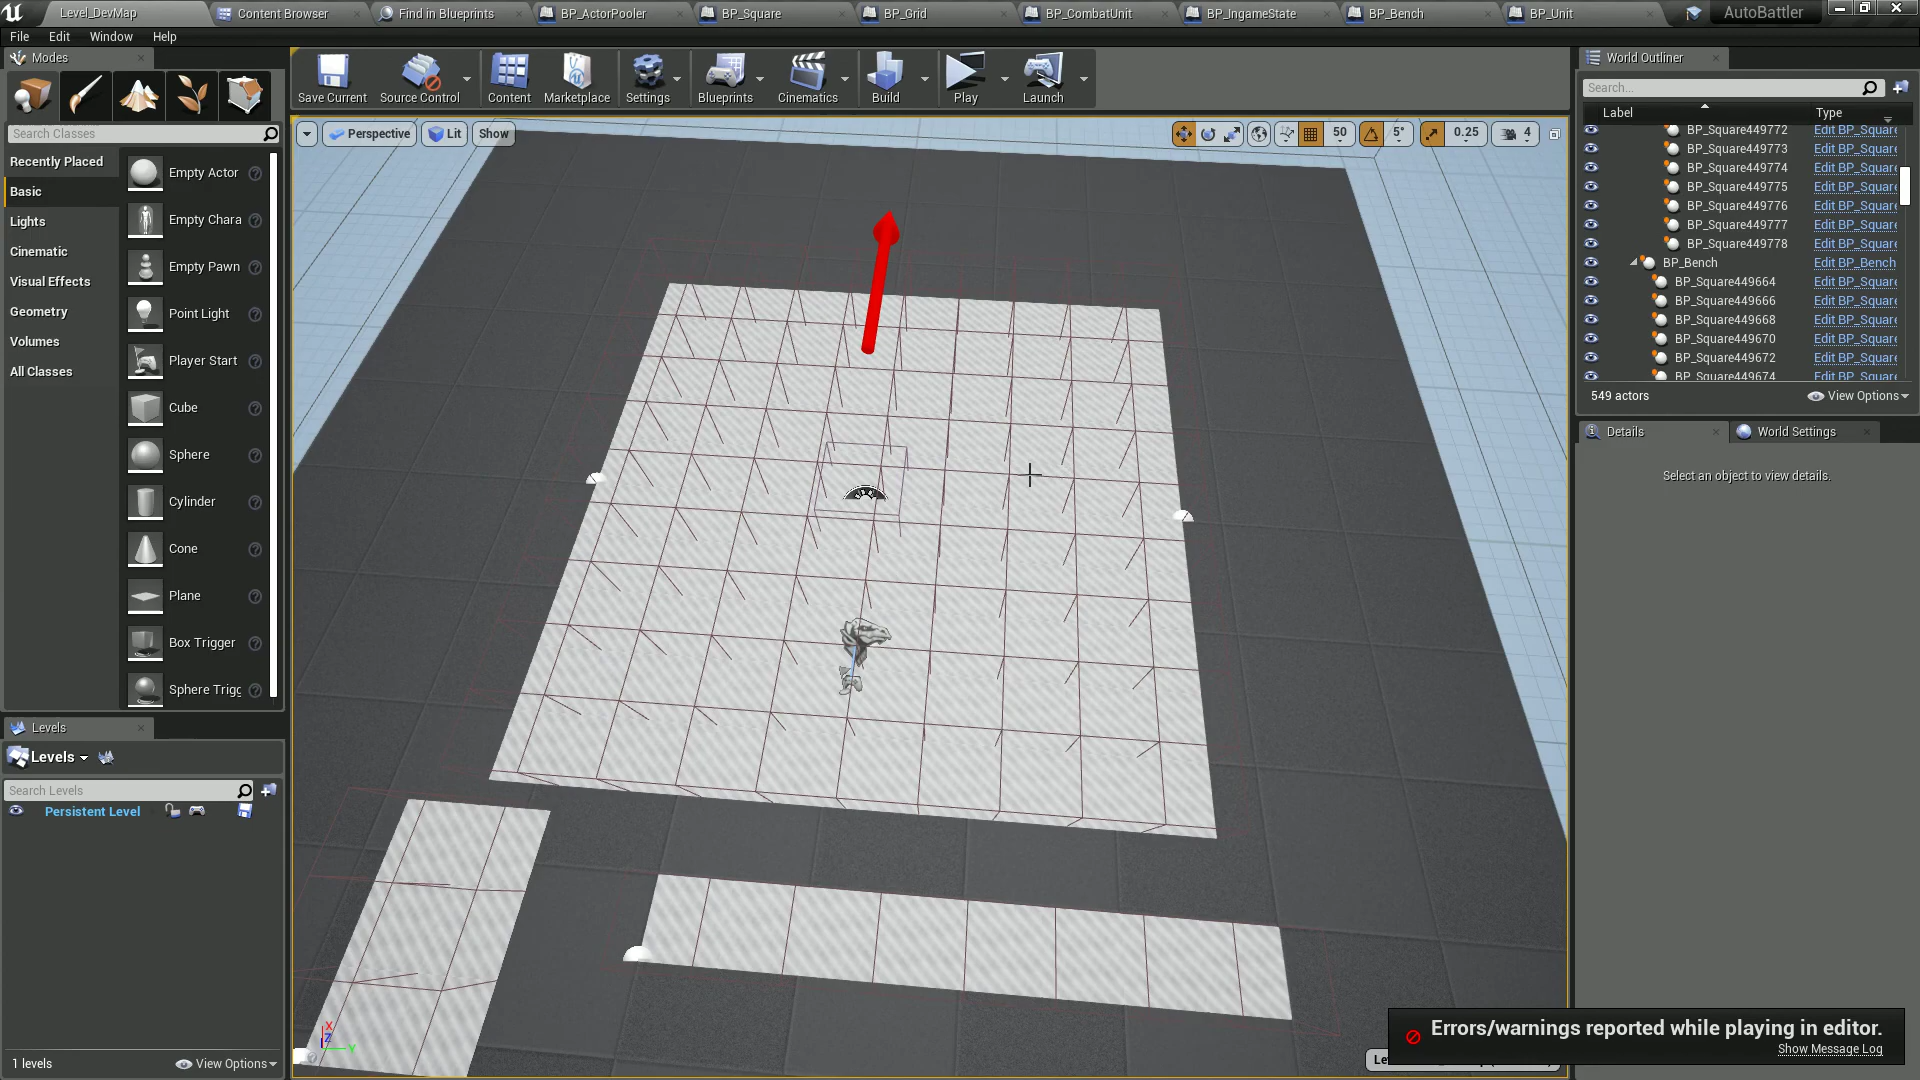 Level_DevMap
Content Browser
Find in Blueprints
BP_ActorPooler
BP_Square
BP_Grid
BP_CombatUnit
BP_IngameState
BP_Bench
BP_Unit
AutoBattler
File
Edit
Window
Help
Modes
Save Current
Source Control
Content
Marketplace
Settings
Blueprints
Cinematics
Build
Play
Launch
Search Classes
Recently Placed
Basic
Lights
Cinematic
Visual Effects
Geometry
Volumes
All Classes
Empty Actor
Empty Chara
Empty Pawn
Point Light
Player Start
Cube
Sphere
Cylinder
Cone
Plane
Box Trigger
Sphere Trigg
Levels
Levels
Search Levels
Persistent Level
1 levels
View Options
Perspective
Lit
Show
50
5°
0.25
4
X
Z
Y
World Outliner
Search...
Label
Type
BP_Square449772
Edit BP_Square
BP_Square449773
Edit BP_Square
BP_Square449774
Edit BP_Square
BP_Square449775
Edit BP_Square
BP_Square449776
Edit BP_Square
BP_Square449777
Edit BP_Square
BP_Square449778
Edit BP_Square
BP_Bench
Edit BP_Bench
BP_Square449664
Edit BP_Square
BP_Square449666
Edit BP_Square
BP_Square449668
Edit BP_Square
BP_Square449670
Edit BP_Square
BP_Square449672
Edit BP_Square
BP_Square449674
Edit BP_Square
549 actors
View Options
Details
World Settings
Select an object to view details.
Errors/warnings reported while playing in editor.
Show Message Log